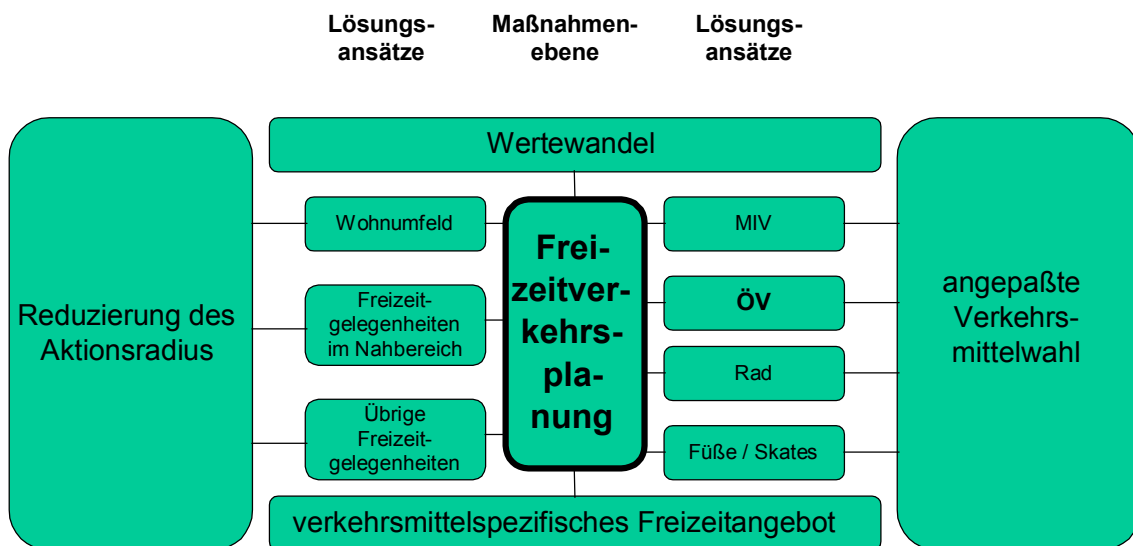 Lösungs-
ansätze
Maßnahmen-
ebene
Lösungs-
ansätze
Wertewandel
Reduzierung des
Aktionsradius
Wohnumfeld
Freizeit-
gelegenheiten
im Nahbereich
Übrige
Freizeit-
gelegenheiten
Frei-
zeitver-
kehrs-
pla-
nung
MIV
ÖV
Rad
Füße / Skates
angepaßte
Verkehrs-
mittelwahl
verkehrsmittelspezifisches Freizeitangebot